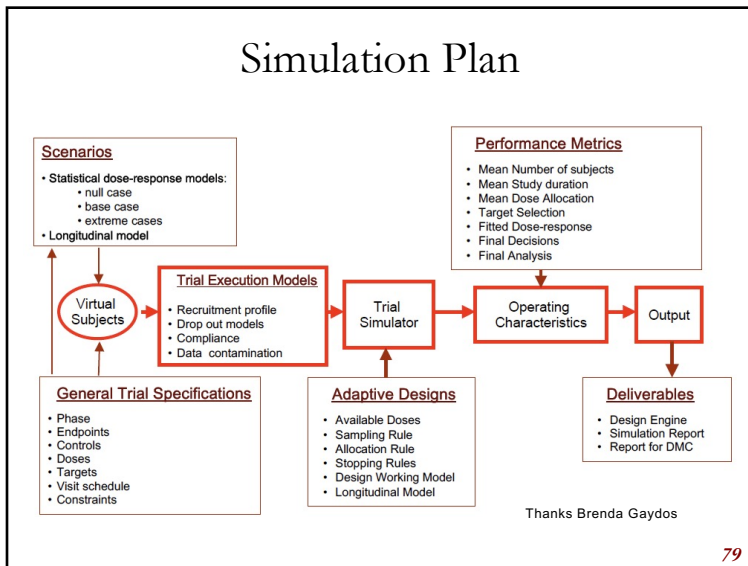 Simulation Plan
Scenarios
• Statistical dose-response models:
• null case
• base case
• extreme cases
• Longitudinal model
Performance Metrics
• Mean Number of subjects
• Mean Study duration
• Mean Dose Allocation
• Target Selection
• Fitted Dose-response
• Final Decisions
• Final Analysis
Virtual
Subjects
Trial Execution Models
• Recruitment profile
• Drop out models
• Compliance
• Data contamination
Trial
Simulator
Operating
Characteristics
Output
General Trial Specifications
• Phase
• Endpoints
• Controls
• Doses
• Targets
• Visit schedule
• Constraints
Adaptive Designs
• Available Doses
• Sampling Rule
• Allocation Rule
• Stopping Rules
• Design Working Model
• Longitudinal Model
Deliverables
• Design Engine
• Simulation Report
• Report for DMC
Thanks Brenda Gaydos
79